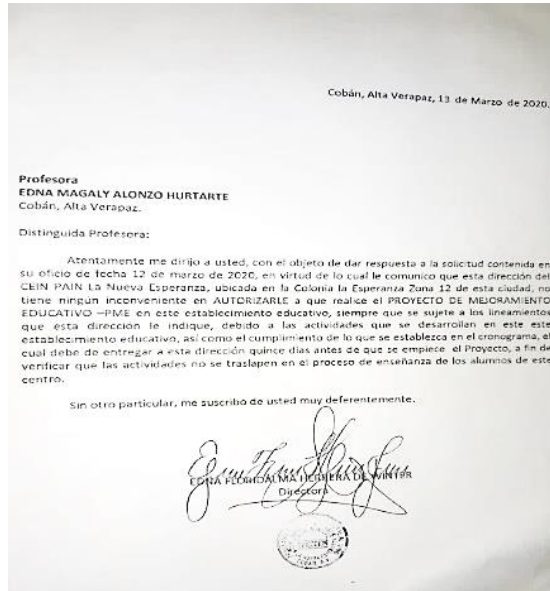 Cobán, Alta Verapaz, 13 de Marzo de 2020.
Profesora
EDNA MAGALY ALONZO HURTARTE
Cobán, Alta Verapaz.
Distinguida Profesora:
Atentamente me dirijo a usted, con el objeto de dar respuesta a la solicitud contenida en
su oficio de fecha 12 de marzo de 2020, en virtud de lo cual le comunico que esta dirección del
CEIN PAIN La Nueva Esperanza, ubicada en la Colonia la Esperanza Zona 12 de esta ciudad, no
tiene ningún inconveniente en AUTORIZARLE a que realice el PROYECTO DE MEJORAMIENTO
EDUCATIVO –PME en este establecimiento educativo, siempre que se sujete a los lineamientos
que esta dirección le indique, debido a las actividades que se desarrollan en este este
establecimiento educativo, así como el cumplimiento de lo que se establezca en el cronograma, el
cual debe de entregar a esta dirección quince días antes de que se empiece el Proyecto, a fin de
verificar que las actividades no se traslapen en el proceso de enseñanza de los alumnos de este
centro.
Sin otro particular, me suscribo de usted muy deferentemente.
EDNA FLORIDALMA HERRERA DE WINTER
Directora